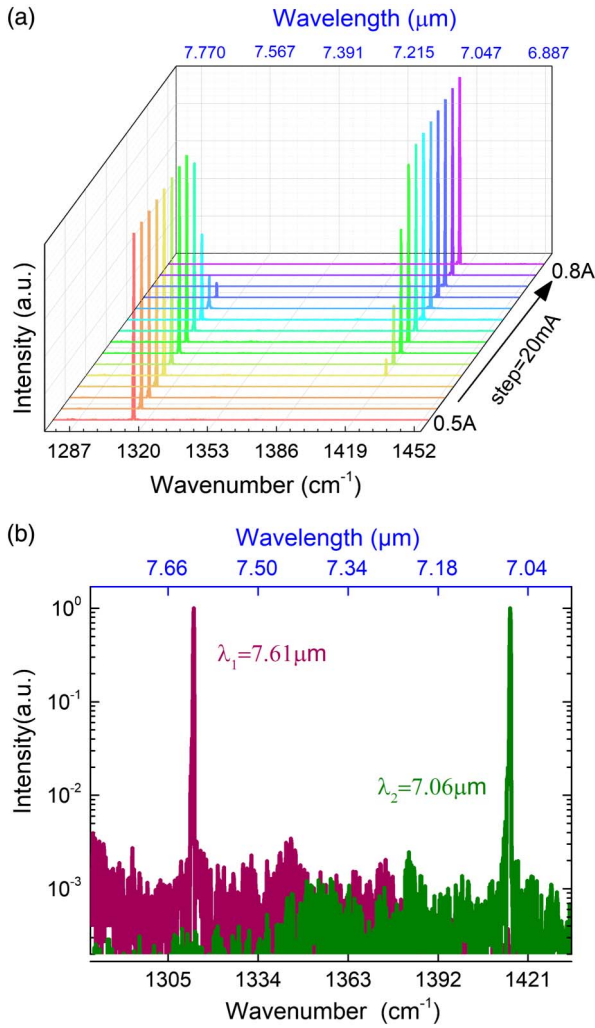 (a)
Wavelength (μm)
7.770 7.567 7.391 7.215 7.047 6.887
Intensity (a.u.)
0.8A
step=20mA
0.5A
1287 1320 1353 1386 1419 1452
Wavenumber (cm⁻¹)
(b)
Wavelength (μm)
7.66 7.50 7.34 7.18 7.04
Intensity(a.u.)
10⁰
λ₁=7.61μm
10⁻¹
λ₂=7.06μm
10⁻²
10⁻³
1305 1334 1363 1392 1421
Wavenumber (cm⁻¹)